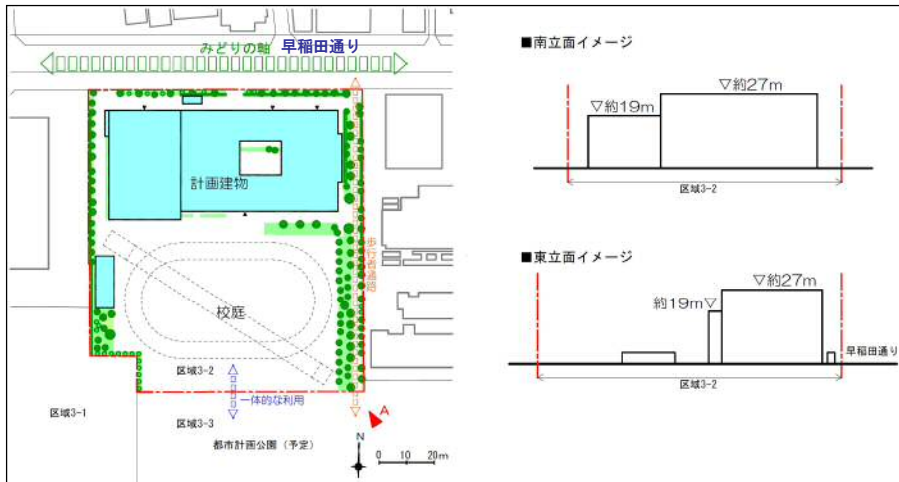 みどりの軸 早稲田通り
計画建物
歩行者通路
校庭
区域3-2
一体的な利用
区域3-1
区域3-3
A
都市計画公園（予定）
N
0 10 20m
■南立面イメージ
▽約27m
▽約19m
区域3-2
■東立面イメージ
▽約27m
約19m▽
早稲田通り
区域3-2